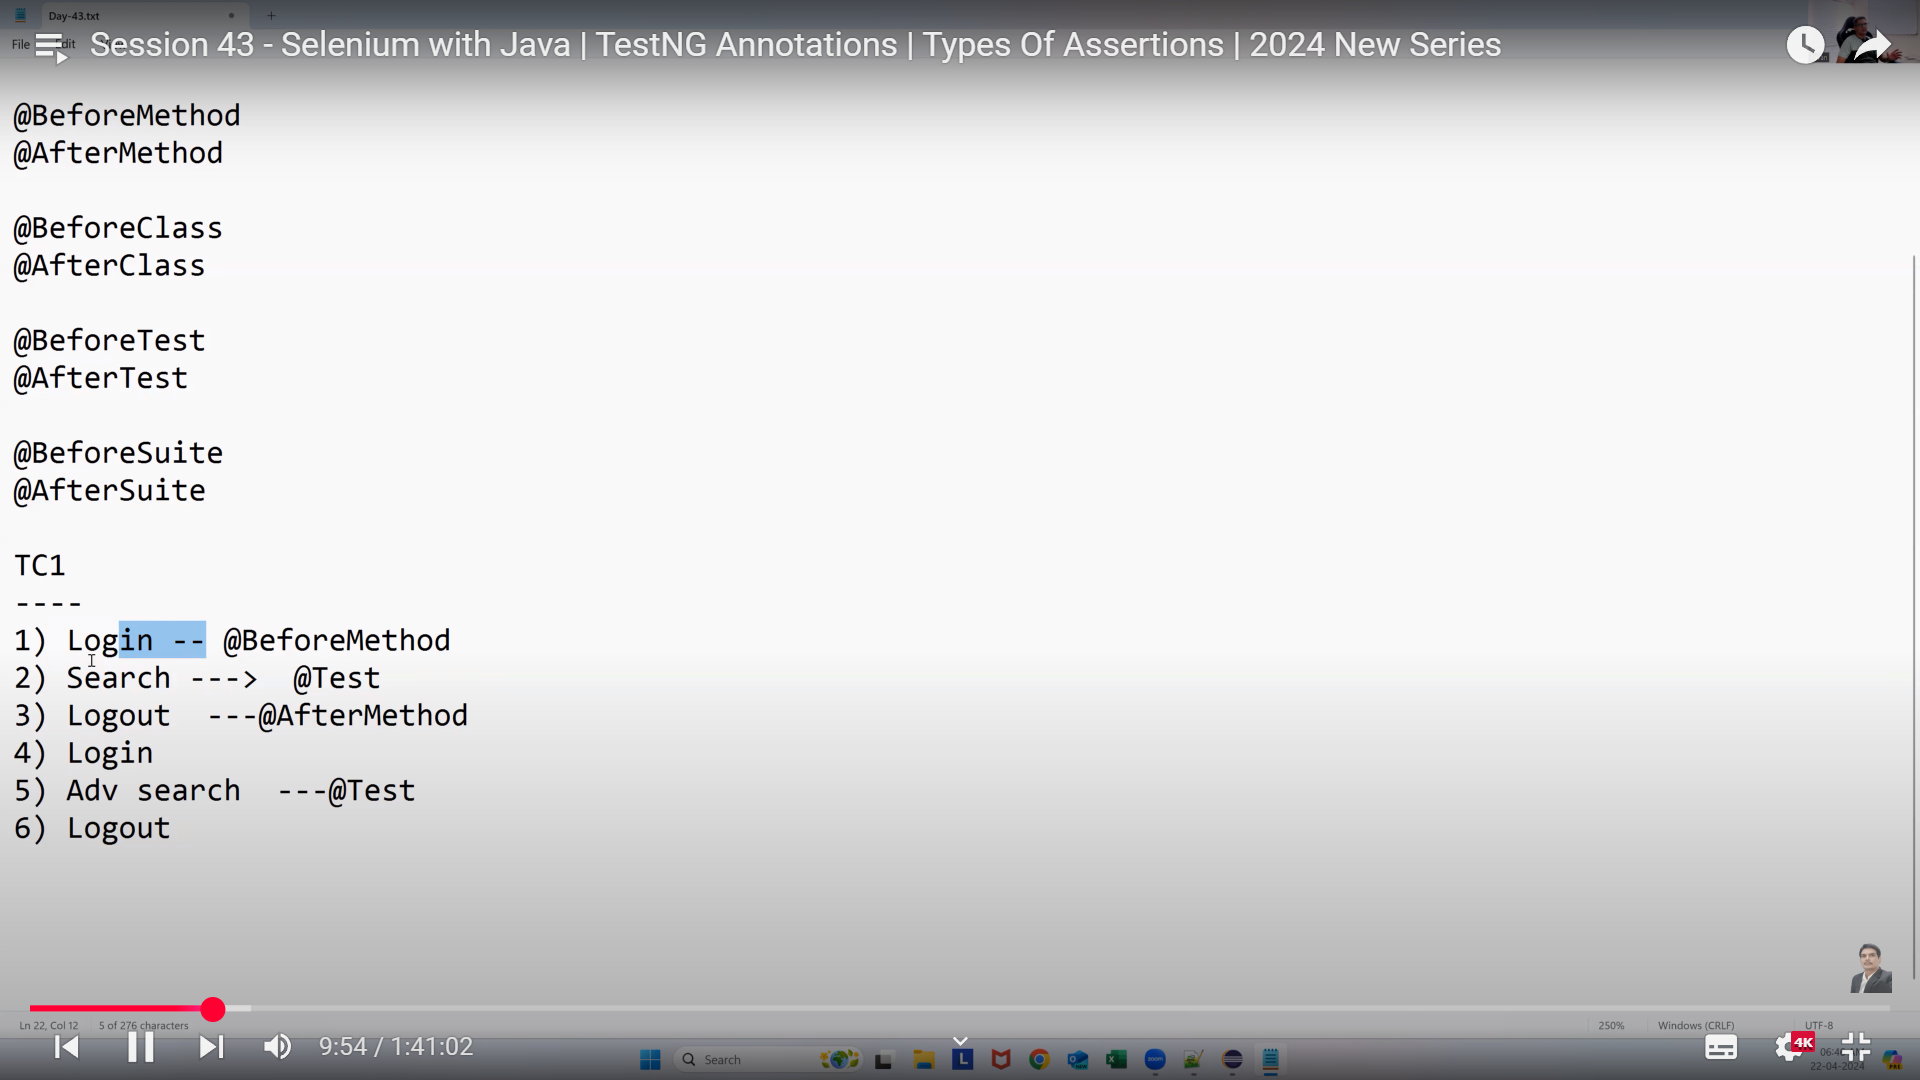 Day-43.txt
File Edit
Session 43 - Selenium with Java | TestNG Annotations | Types Of Assertions | 2024 New Series
@BeforeMethod
@AfterMethod
@BeforeClass
@AfterClass
@BeforeTest
@AfterTest
@BeforeSuite
@AfterSuite
TC1
----
1) Login -- @BeforeMethod
2) Search ---> @Test
3) Logout ---@AfterMethod
4) Login
5) Adv search ---@Test
6) Logout
Ln 22, Col 12 5 of 276 characters 250% Windows (CRLF) UTF-8
9:54 / 1:41:02
Search
L
zoom
4K
22-04-2024
PRE